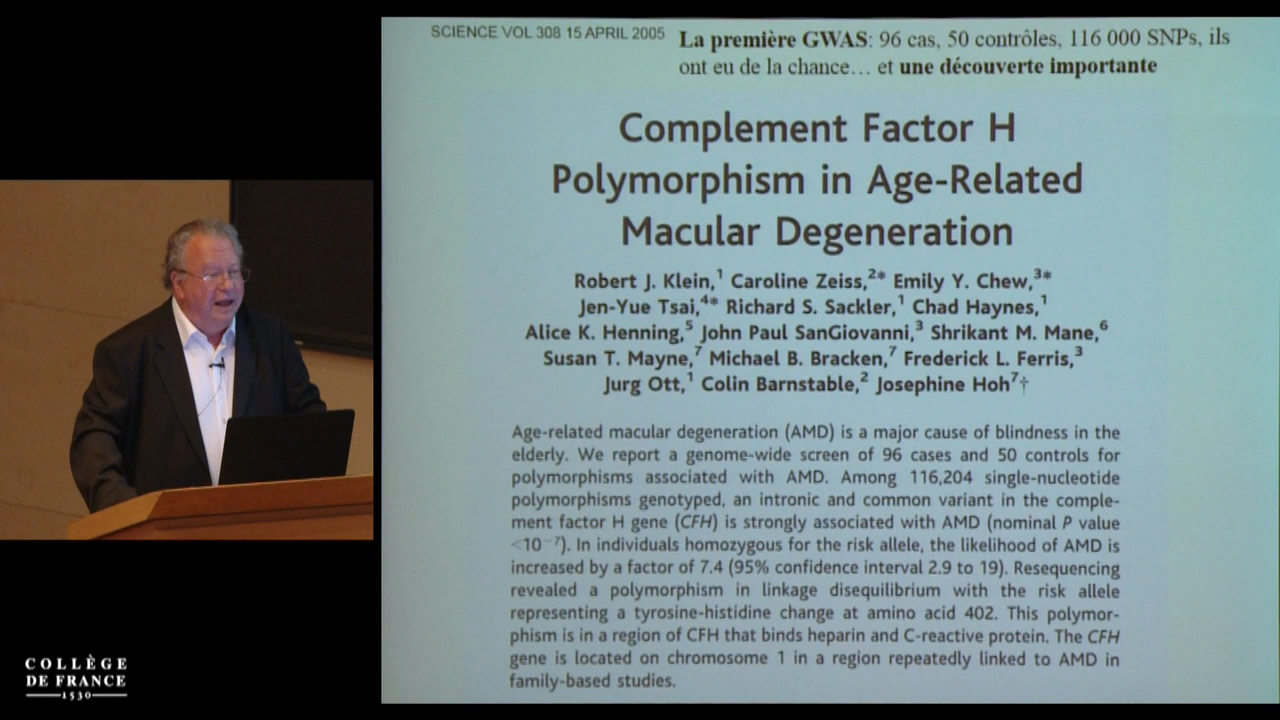 SCIENCE VOL 308 15 APRIL 2005
La première GWAS: 96 cas, 50 contrôles, 116 000 SNPs, ils
ont eu de la chance… et une découverte importante
Complement Factor H
Polymorphism in Age-Related
Macular Degeneration
Robert J. Klein,1 Caroline Zeiss,2* Emily Y. Chew,3*
Jen-Yue Tsai,4* Richard S. Sackler,1 Chad Haynes,1
Alice K. Henning,5 John Paul SanGiovanni,3 Shrikant M. Mane,6
Susan T. Mayne,7 Michael B. Bracken,7 Frederick L. Ferris,3
Jurg Ott,1 Colin Barnstable,2 Josephine Hoh7†
Age-related macular degeneration (AMD) is a major cause of blindness in the
elderly. We report a genome-wide screen of 96 cases and 50 controls for
polymorphisms associated with AMD. Among 116,204 single-nucleotide
polymorphisms genotyped, an intronic and common variant in the comple-
ment factor H gene (CFH) is strongly associated with AMD (nominal P value
<10−7). In individuals homozygous for the risk allele, the likelihood of AMD is
increased by a factor of 7.4 (95% confidence interval 2.9 to 19). Resequencing
revealed a polymorphism in linkage disequilibrium with the risk allele
representing a tyrosine-histidine change at amino acid 402. This polymor-
phism is in a region of CFH that binds heparin and C-reactive protein. The CFH
gene is located on chromosome 1 in a region repeatedly linked to AMD in
family-based studies.
COLLÈGE
DE FRANCE
1530